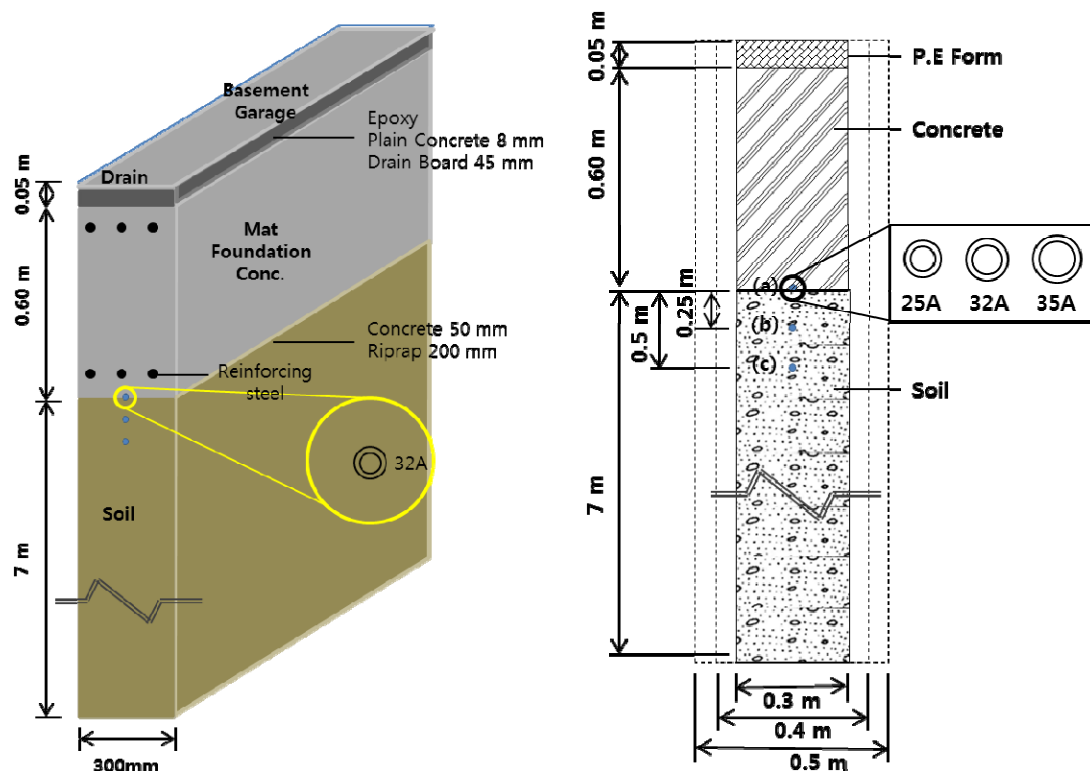 Basement
Garage
Epoxy
Plain Concrete 8 mm
Drain Board 45 mm
0.05 m
Drain
0.60 m
Mat
Foundation
Conc.
Concrete 50 mm
Riprap 200 mm
Reinforcing
steel
32A
Soil
7 m
300mm
0.05 m
P.E Form
0.60 m
Concrete
(a)
25A 32A 35A
0.25 m
0.5 m
(b)
(c)
Soil
7 m
0.3 m
0.4 m
0.5 m